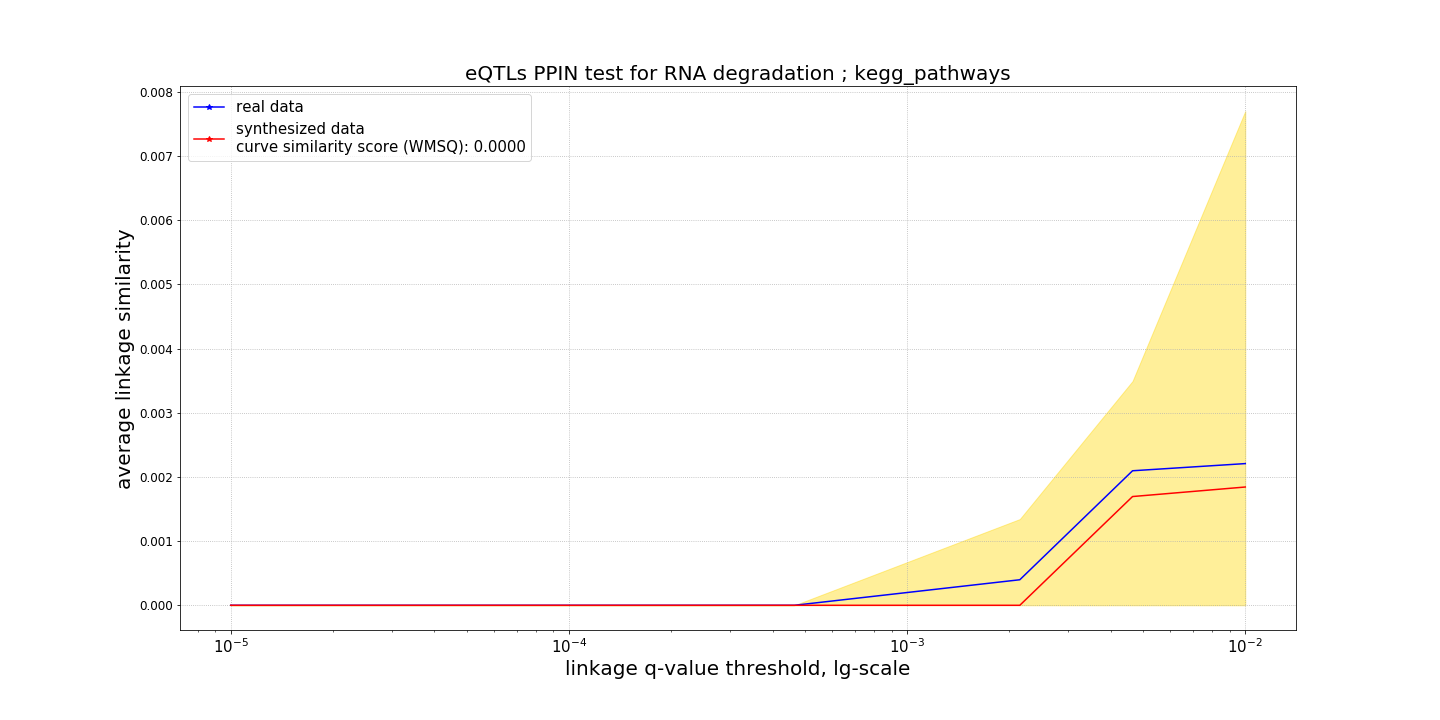 eQTLs PPIN test for RNA degradation ; kegg_pathways
real data
synthesized data
curve similarity score (WMSQ): 0.0000
average linkage similarity
0.008
0.007
0.006
0.005
0.004
0.003
0.002
0.001
0.000
10⁻⁵ 10⁻⁴ 10⁻³ 10⁻²
linkage q-value threshold, lg-scale